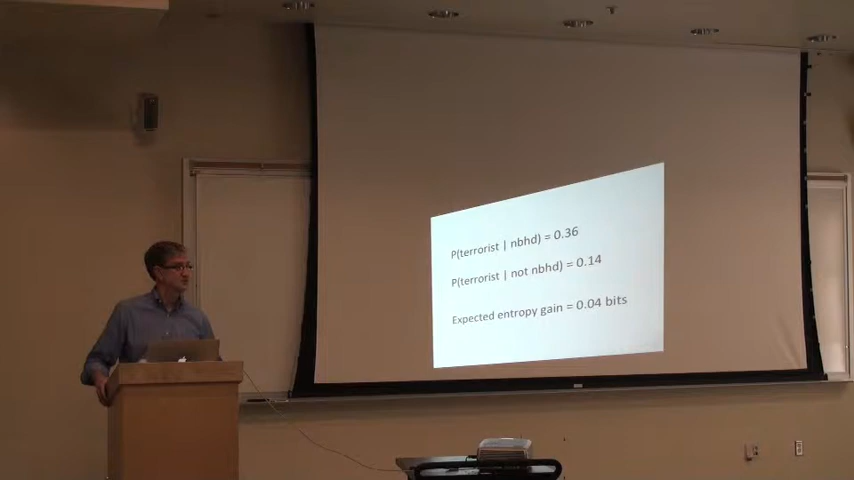 P(terrorist | nbhd) = 0.36
P(terrorist | not nbhd) = 0.14
Expected entropy gain = 0.04 bits